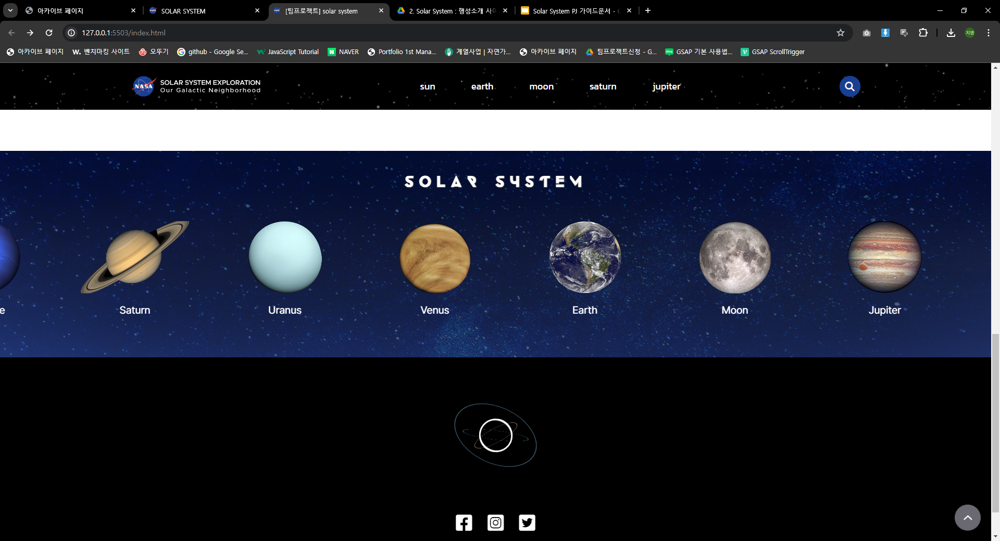 아카이브 페이지
SOLAR SYSTEM
[팀프로젝트] solar system
2. Solar System : 행성소개 사이
Solar System PJ 가이드문서 -
127.0.0.1:5503/index.html
지영
아카이브 페이지
W. 벤치마킹 사이트
오뚜기
github - Google Se...
JavaScript Tutorial
N NAVER
Portfolio 1st Mana...
계열사업 | 자연가...
아카이브 페이지
팀프로젝트신청 - G...
blog GSAP 기본 사용법...
V GSAP ScrollTrigger
NASA
SOLAR SYSTEM EXPLORATION
Our Galactic Neighborhood
sun
earth
moon
saturn
jupiter
SOLAR SYSTEM
e
Saturn
Uranus
Venus
Earth
Moon
Jupiter